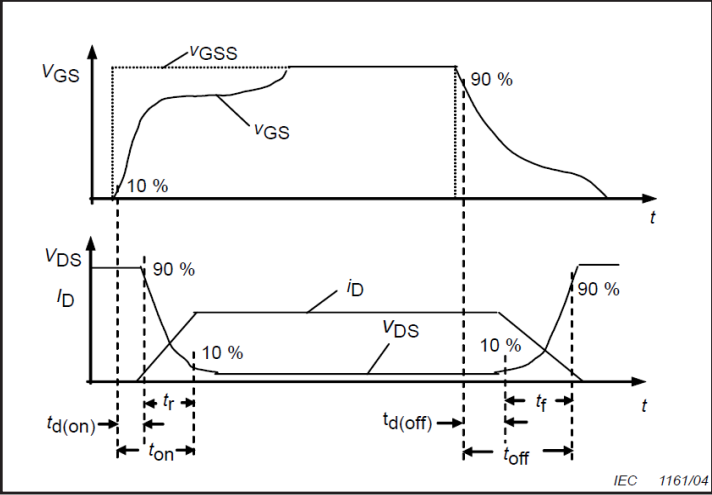 vGSS
VGS
90 %
vGS
10 %
t
VDS
90 %
ID
iD
90 %
VDS
10 %
10 %
tr
tf
t
td(on)
td(off)
ton
toff
IEC 1161/04